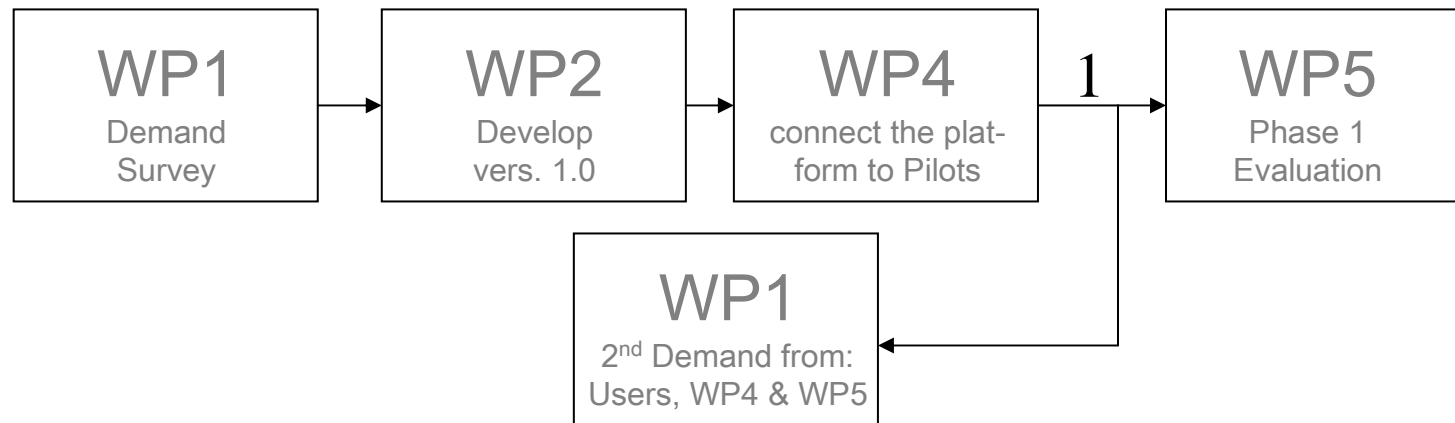 WP1
Demand
Survey
WP2
Develop
vers. 1.0
WP4
connect the plat-
form to Pilots
1
WP5
Phase 1
Evaluation
WP1
2nd Demand from:
Users, WP4 & WP5